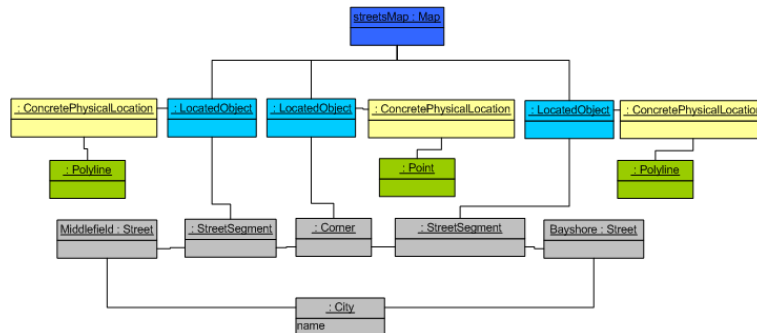 streetsMap : Map
: ConcretePhysicalLocation
: LocatedObject
: LocatedObject
: ConcretePhysicalLocation
: LocatedObject
: ConcretePhysicalLocation
: Polyline
: Point
: Polyline
Middlefield : Street
: StreetSegment
: Corner
: StreetSegment
Bayshore : Street
: City
name